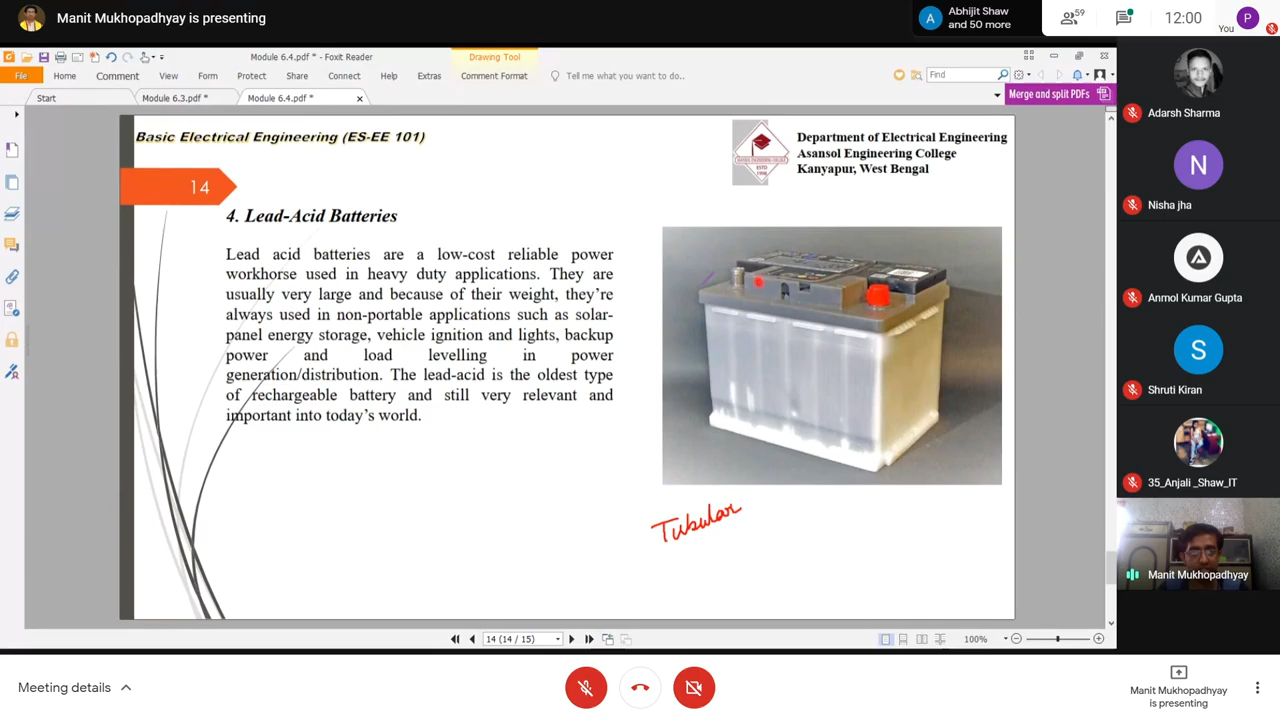 Manit Mukhopadhyay is presenting
Abhijit Shaw
and 50 more
59
12:00
You
P
A
Module 6.4.pdf * - Foxit Reader
Drawing Tool
File
Home
Comment
View
Form
Protect
Share
Connect
Help
Extras
Comment Format
Tell me what you want to do..
Find
Start
Module 6.3.pdf *
Module 6.4.pdf *
Merge and split PDFs
Basic Electrical Engineering (ES-EE 101)
Department of Electrical Engineering
Asansol Engineering College
Kanyapur, West Bengal
14
4. Lead-Acid Batteries
Lead acid batteries are a low-cost reliable power
workhorse used in heavy duty applications. They are
usually very large and because of their weight, they're
always used in non-portable applications such as solar-
panel energy storage, vehicle ignition and lights, backup
power and load levelling in power
generation/distribution. The lead-acid is the oldest type
of rechargeable battery and still very relevant and
important into today's world.
Tubular
14 (14 / 15)
100%
Adarsh Sharma
N
Nisha jha
Anmol Kumar Gupta
S
Shruti Kiran
35_Anjali _Shaw_IT
Manit Mukhopadhyay
Meeting details
Manit Mukhopadhyay
is presenting